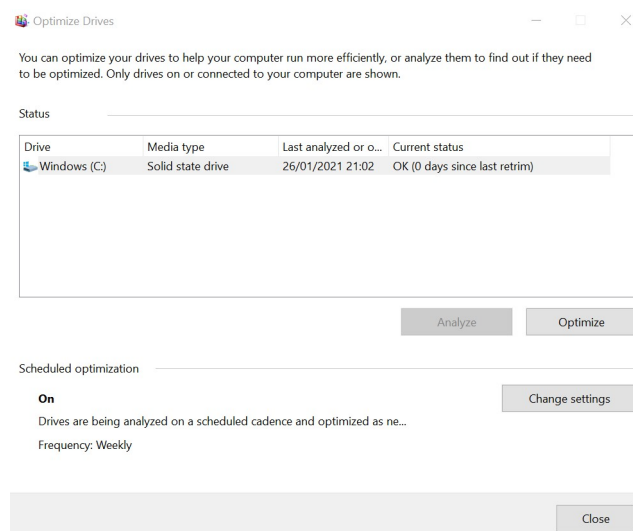 Optimize Drives
You can optimize your drives to help your computer run more efficiently, or analyze them to find out if they need
to be optimized. Only drives on or connected to your computer are shown.
Status
Drive Media type Last analyzed or o... Current status
Windows (C:) Solid state drive 26/01/2021 21:02 OK (0 days since last retrim)
Analyze Optimize
Scheduled optimization
On Change settings
Drives are being analyzed on a scheduled cadence and optimized as ne...
Frequency: Weekly
Close